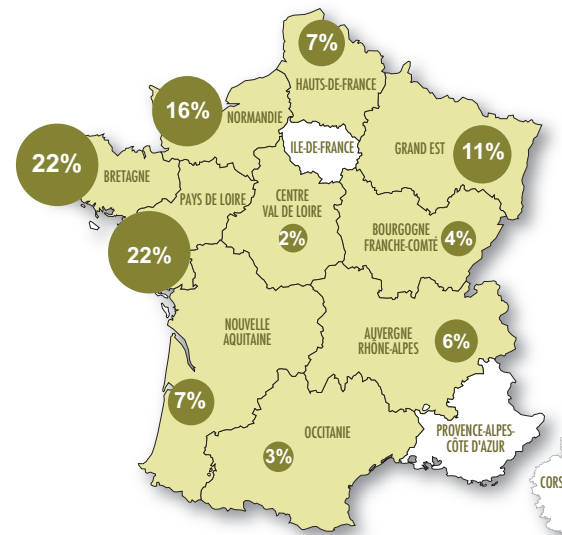 7%
HAUTS-DE-FRANCE
16%
NORMANDIE
ILE-DE-FRANCE
GRAND EST
11%
22%
BRETAGNE
PAYS DE LOIRE
CENTRE
VAL DE LOIRE
2%
BOURGOGNE
FRANCHE-COMTÉ
4%
22%
NOUVELLE
AQUITAINE
AUVERGNE
RHÔNE-ALPES
6%
7%
OCCITANIE
3%
PROVENCE-ALPES-
CÔTE D'AZUR
CORS